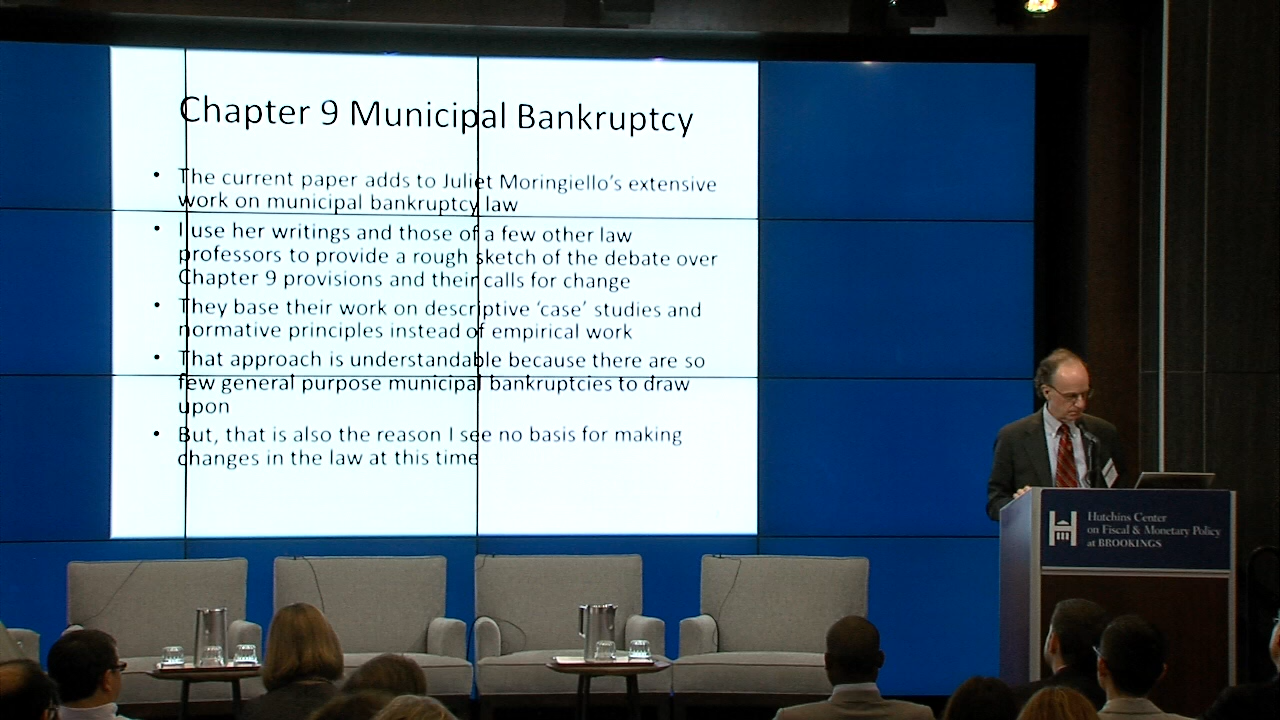 Chapter 9 Municipal Bankruptcy
• The current paper adds to Juliet Moringiello's extensive
work on municipal bankruptcy law
• I use her writings and those of a few other law
professors to provide a rough sketch of the debate over
Chapter 9 provisions and their calls for change
• They base their work on descriptive 'case' studies and
normative principles instead of empirical work
• That approach is understandable because there are so
few general purpose municipal bankruptcies to draw
upon
• But, that is also the reason I see no basis for making
changes in the law at this time
Hutchins Center
on Fiscal & Monetary Policy
at BROOKINGS